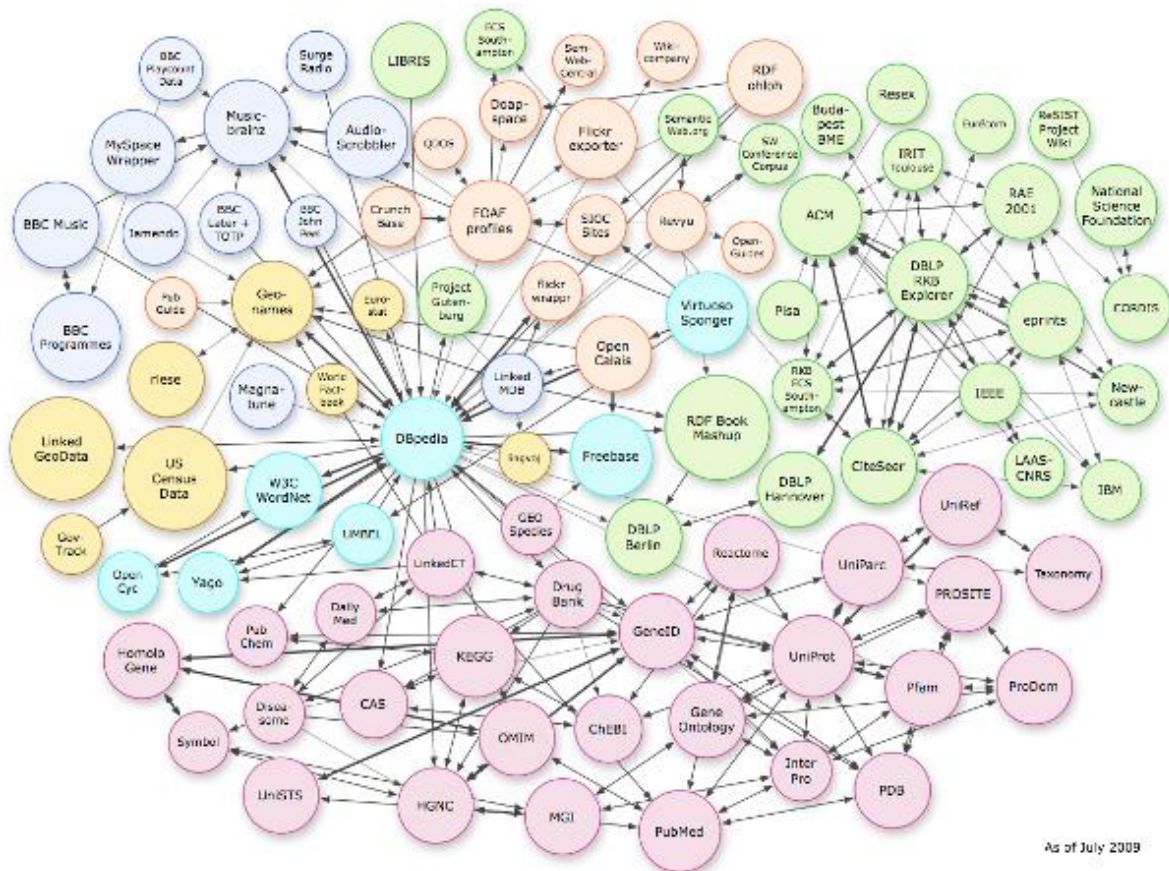 BBC
Playcount
Data
Surge
Radio
LIBRIS
ECS
South-
ampton
Sem-
Web-
Central
Wiki-
company
RDF
ohloh
Music-
brainz
MySpace
Wrapper
Audio-
Scrobbler
QDOS
Doap-
space
Flickr
exporter
Semantic
Web.org
SW
Conference
Corpus
Buda-
pest
BME
Resex
IRIT
Toulouse
Eurécom
ReSIST
Project
Wiki
National
Science
Foundation
RAE
2001
ACM
BBC Music
Jamendo
BBC
Later +
TOTP
BBC
John
Peel
Crunch
Base
FOAF
profiles
SIOC
Sites
Revyu
Open-
Guides
DBLP
RKB
Explorer
Pub
Guide
Geo-
names
Euro-
stat
Project
Guten-
burg
flickr
wrappr
Virtuoso
Sponger
Pisa
eprints
CORDIS
BBC
Programmes
riese
Magna-
tune
World
Fact-
book
Linked
MDB
Open
Calais
RKB
ECS
South-
ampton
IEEE
New-
castle
Linked
GeoData
US
Census
Data
DBpedia
lingvoj
Freebase
RDF Book
Mashup
DBLP
Hannover
CiteSeer
LAAS-
CNRS
IBM
W3C
WordNet
Gov-
Track
Open
Cyc
Yago
UMBEL
GEO
Species
DBLP
Berlin
Reactome
UniParc
UniRef
Taxonomy
PROSITE
LinkedCT
Drug
Bank
Daily
Med
Pub
Chem
Homolo
Gene
KEGG
GeneID
UniProt
Pfam
ProDom
Disea-
some
CAS
Symbol
OMIM
ChEBI
Gene
Ontology
Inter
Pro
PDB
UniSTS
HGNC
MGI
PubMed
As of July 2009